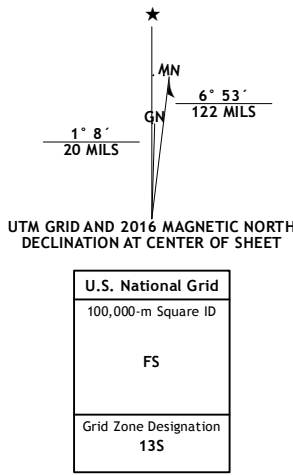 ★
MN
6° 53´
122 MILS
GN
1° 8´
20 MILS
UTM GRID AND 2016 MAGNETIC NORTH
DECLINATION AT CENTER OF SHEET
U.S. National Grid
100,000-m Square ID
FS
Grid Zone Designation
13S